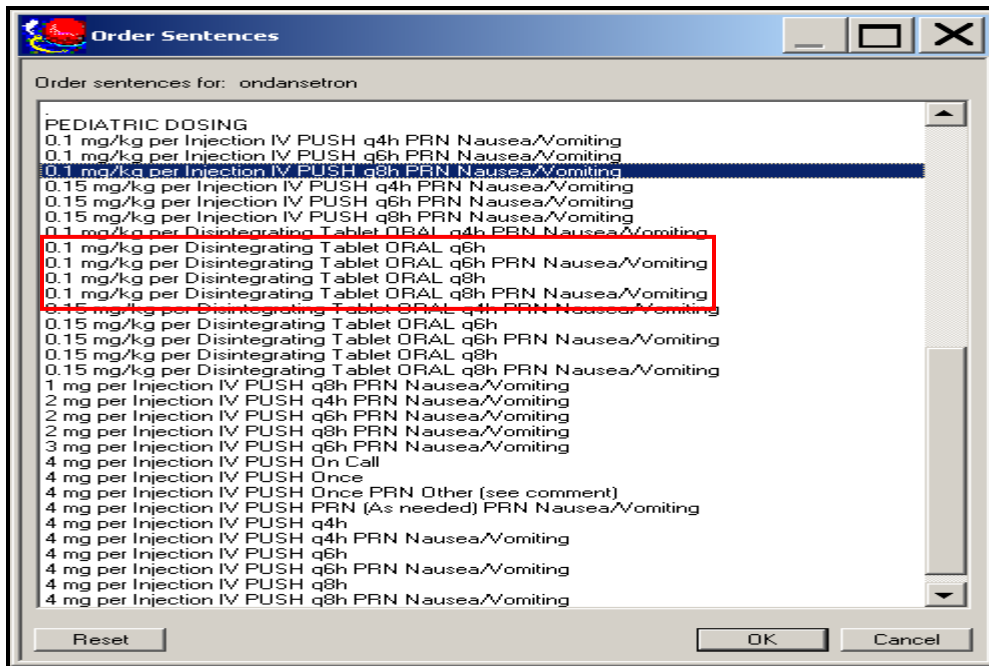 Order Sentences
Order sentences for: ondansetron
.
PEDIATRIC DOSING
0.1 mg/kg per Injection IV PUSH q4h PRN Nausea/Vomiting
0.1 mg/kg per Injection IV PUSH q6h PRN Nausea/Vomiting
0.1 mg/kg per Injection IV PUSH q8h PRN Nausea/Vomiting
0.15 mg/kg per Injection IV PUSH q4h PRN Nausea/Vomiting
0.15 mg/kg per Injection IV PUSH q6h PRN Nausea/Vomiting
0.15 mg/kg per Injection IV PUSH q8h PRN Nausea/Vomiting
0.1 mg/kg per Disintegrating Tablet ORAL q4h PRN Nausea/Vomiting
0.1 mg/kg per Disintegrating Tablet ORAL q6h
0.1 mg/kg per Disintegrating Tablet ORAL q6h PRN Nausea/Vomiting
0.1 mg/kg per Disintegrating Tablet ORAL q8h
0.1 mg/kg per Disintegrating Tablet ORAL q8h PRN Nausea/Vomiting
0.15 mg/kg per Disintegrating Tablet ORAL q4h PRN Nausea/Vomiting
0.15 mg/kg per Disintegrating Tablet ORAL q6h
0.15 mg/kg per Disintegrating Tablet ORAL q6h PRN Nausea/Vomiting
0.15 mg/kg per Disintegrating Tablet ORAL q8h
0.15 mg/kg per Disintegrating Tablet ORAL q8h PRN Nausea/Vomiting
1 mg per Injection IV PUSH q8h PRN Nausea/Vomiting
2 mg per Injection IV PUSH q4h PRN Nausea/Vomiting
2 mg per Injection IV PUSH q6h PRN Nausea/Vomiting
2 mg per Injection IV PUSH q8h PRN Nausea/Vomiting
3 mg per Injection IV PUSH q6h PRN Nausea/Vomiting
4 mg per Injection IV PUSH On Call
4 mg per Injection IV PUSH Once
4 mg per Injection IV PUSH Once PRN Other (see comment)
4 mg per Injection IV PUSH PRN (As needed) PRN Nausea/Vomiting
4 mg per Injection IV PUSH q4h
4 mg per Injection IV PUSH q4h PRN Nausea/Vomiting
4 mg per Injection IV PUSH q6h
4 mg per Injection IV PUSH q6h PRN Nausea/Vomiting
4 mg per Injection IV PUSH q8h
4 mg per Injection IV PUSH q8h PRN Nausea/Vomiting
Reset OK Cancel